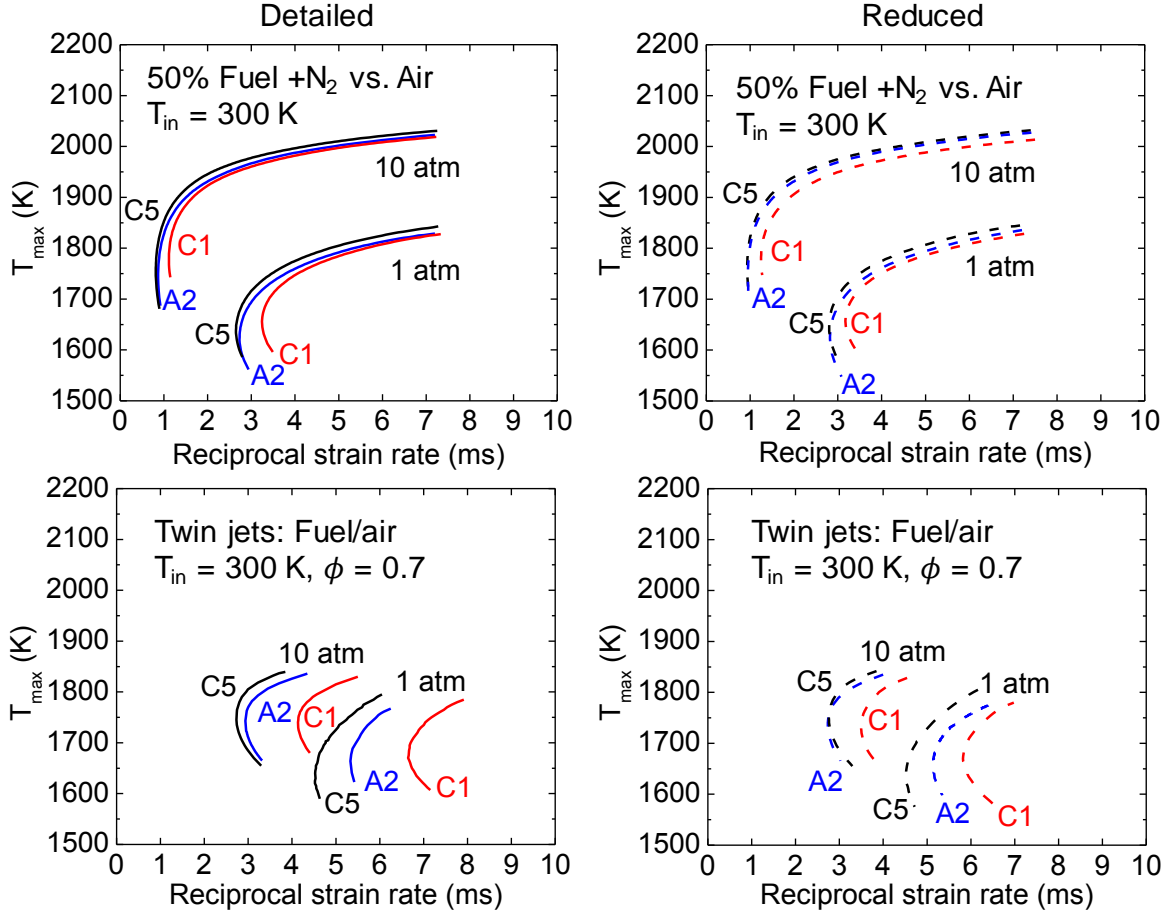 Detailed
2200
2100
2000
1900
1800
1700
1600
1500
T_max (K)
50% Fuel +N₂ vs. Air
T_in = 300 K
10 atm
C5
C1
A2
1 atm
C5
C1
A2
0 1 2 3 4 5 6 7 8 9 10
Reciprocal strain rate (ms)
Reduced
2200
2100
2000
1900
1800
1700
1600
1500
T_max (K)
50% Fuel +N₂ vs. Air
T_in = 300 K
10 atm
C5
C1
A2
1 atm
C5
C1
A2
0 1 2 3 4 5 6 7 8 9 10
Reciprocal strain rate (ms)
2200
2100
2000
1900
1800
1700
1600
1500
T_max (K)
Twin jets: Fuel/air
T_in = 300 K, ϕ = 0.7
10 atm
C5
A2
C1
1 atm
C5
A2
C1
0 1 2 3 4 5 6 7 8 9 10
Reciprocal strain rate (ms)
2200
2100
2000
1900
1800
1700
1600
1500
T_max (K)
Twin jets: Fuel/air
T_in = 300 K, ϕ = 0.7
10 atm
C5
C1
A2
1 atm
C5
A2
C1
0 1 2 3 4 5 6 7 8 9 10
Reciprocal strain rate (ms)